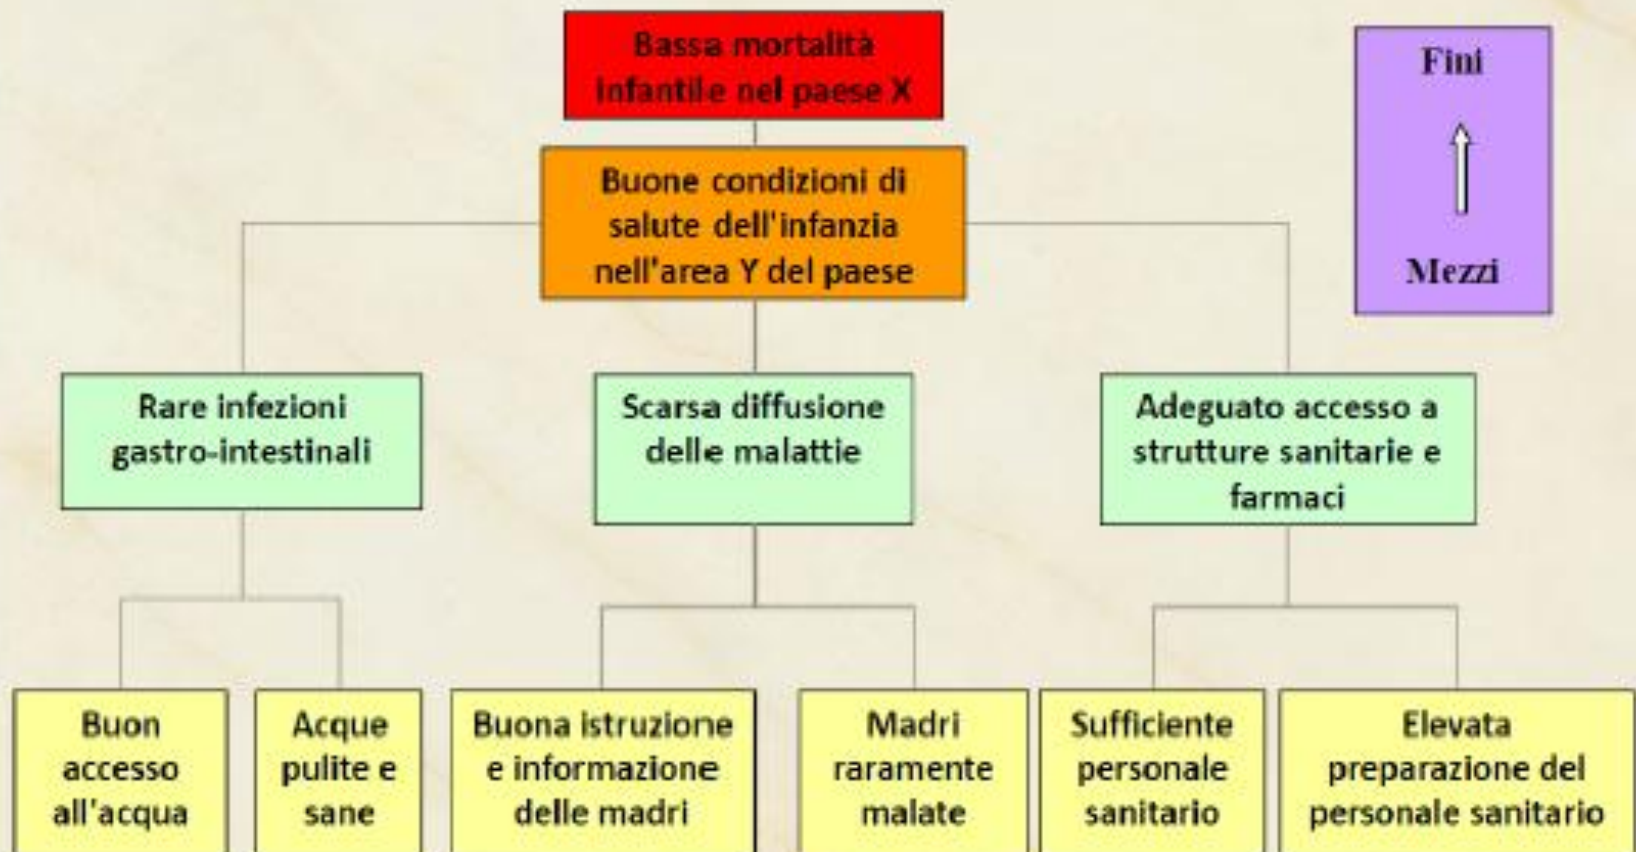 Bassa mortalità
infantile nel paese X
Fini
Mezzi
Buone condizioni di
salute dell'infanzia
nell'area Y del paese
Rare infezioni
gastro-intestinali
Scarsa diffusione
delle malattie
Adeguato accesso a
strutture sanitarie e
farmaci
Buon
accesso
all'acqua
Acque
pulite e
sane
Buona istruzione
e informazione
delle madri
Madri
raramente
malate
Sufficiente
personale
sanitario
Elevata
preparazione del
personale sanitario